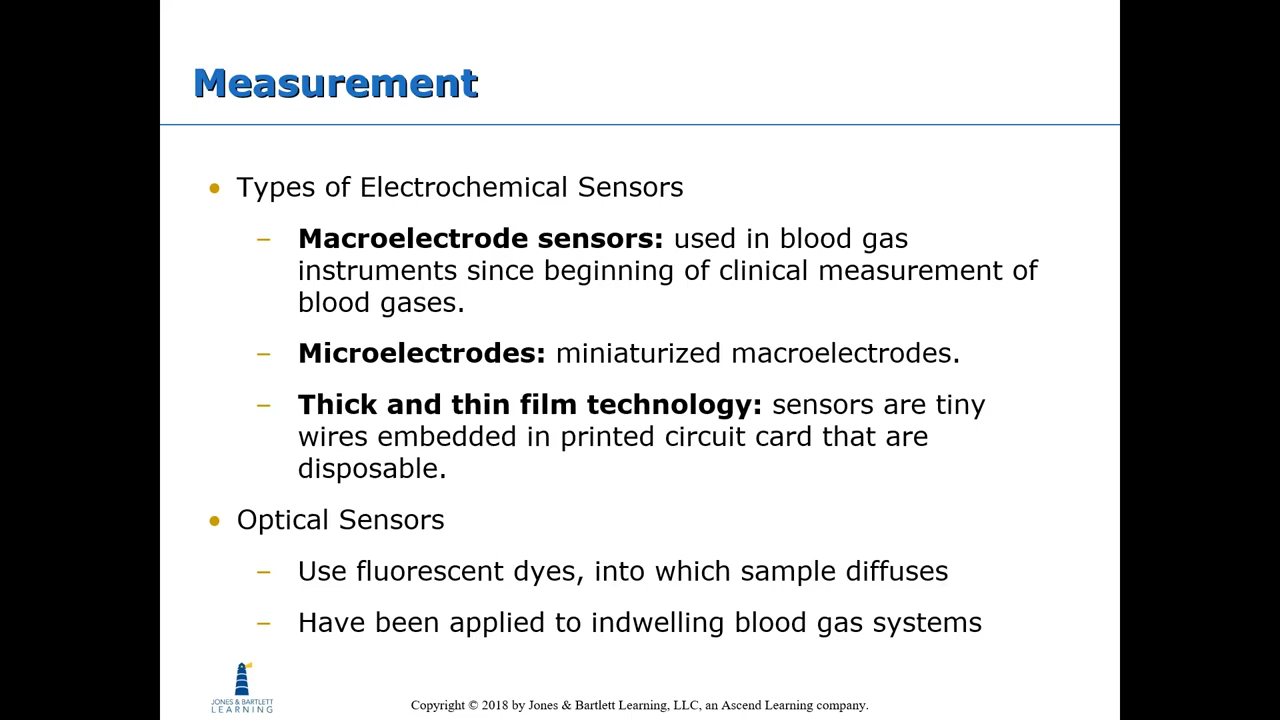 Measurement
• Types of Electrochemical Sensors
– Macroelectrode sensors: used in blood gas
instruments since beginning of clinical measurement of
blood gases.
– Microelectrodes: miniaturized macroelectrodes.
– Thick and thin film technology: sensors are tiny
wires embedded in printed circuit card that are
disposable.
• Optical Sensors
– Use fluorescent dyes, into which sample diffuses
– Have been applied to indwelling blood gas systems
JONES & BARTLETT
LEARNING
Copyright © 2018 by Jones & Bartlett Learning, LLC, an Ascend Learning company.